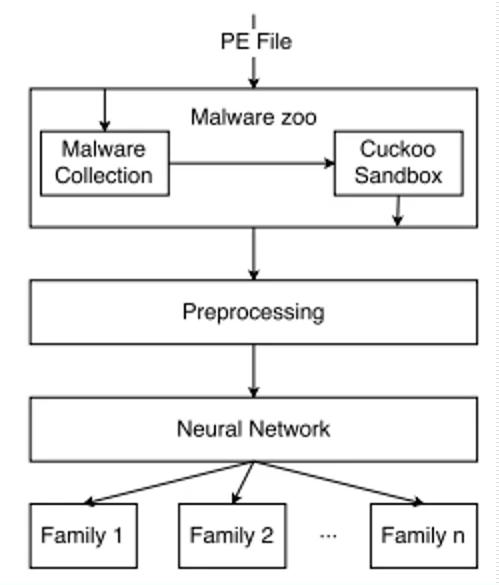 PE File
Malware zoo
Malware
Collection
Cuckoo
Sandbox
Preprocessing
Neural Network
Family 1
Family 2
...
Family n